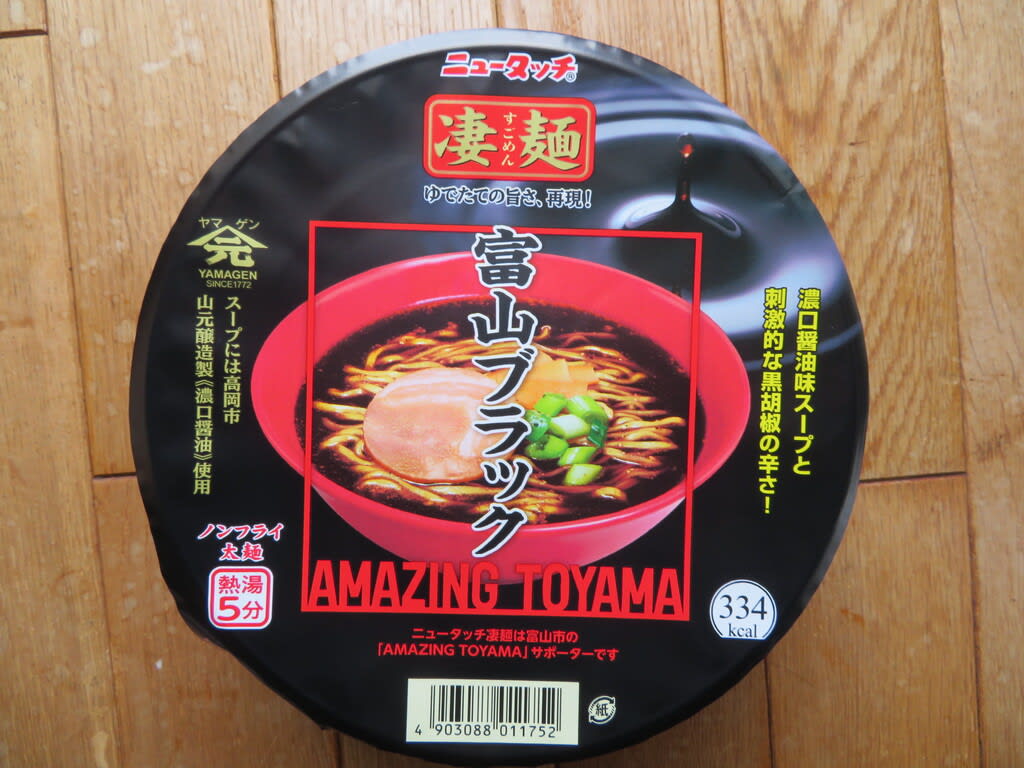 ニュータッチ®
凄麺
すごめん
ゆでたての旨さ、再現!
ヤマゲン
元
YAMAGEN
SINCE1772
スープには高岡市
山元醸造製《濃口醤油》使用
富山ブラック
濃口醤油味スープと
刺激的な黒胡椒の辛さ!
ノンフライ
太麺
熱湯
5分
AMAZING TOYAMA
334
kcal
ニュータッチ凄麺は富山市の
「AMAZING TOYAMA」サポーターです
4 903088 011752
紙